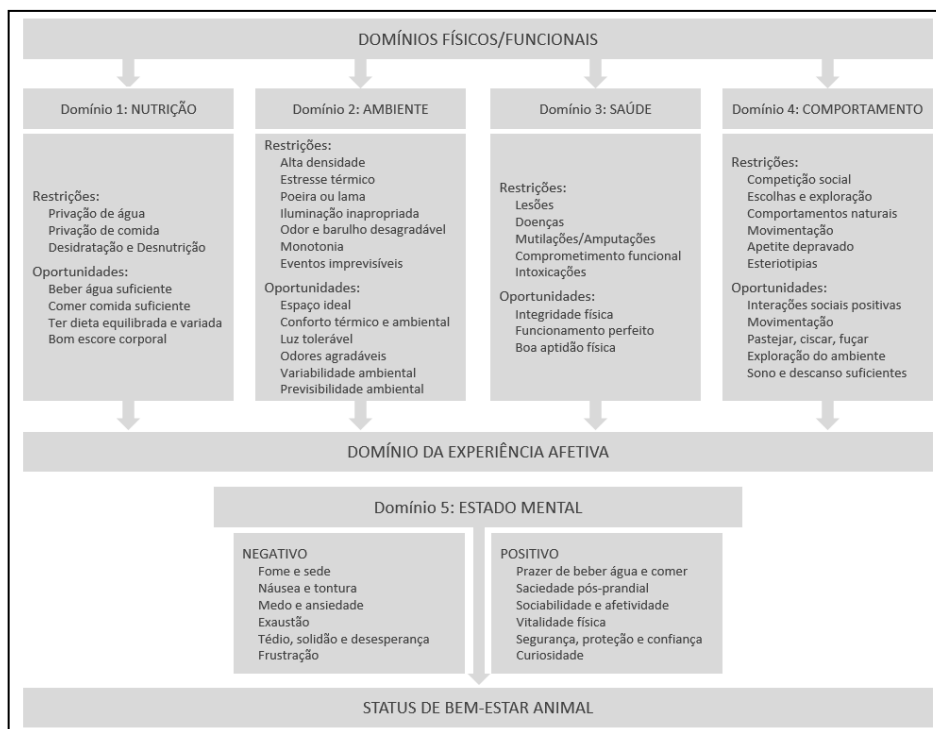 DOMÍNIOS FÍSICOS/FUNCIONAIS
Domínio 1: NUTRIÇÃO
Restrições:
Privação de água
Privação de comida
Desidratação e Desnutrição
Oportunidades:
Beber água suficiente
Comer comida suficiente
Ter dieta equilibrada e variada
Bom escore corporal
Domínio 2: AMBIENTE
Restrições:
Alta densidade
Estresse térmico
Poeira ou lama
Iluminação inapropriada
Odor e barulho desagradável
Monotonia
Eventos imprevisíveis
Oportunidades:
Espaço ideal
Conforto térmico e ambiental
Luz tolerável
Odores agradáveis
Variabilidade ambiental
Previsibilidade ambiental
Domínio 3: SAÚDE
Restrições:
Lesões
Doenças
Mutilações/Amputações
Comprometimento funcional
Intoxicações
Oportunidades:
Integridade física
Funcionamento perfeito
Boa aptidão física
Domínio 4: COMPORTAMENTO
Restrições:
Competição social
Escolhas e exploração
Comportamentos naturais
Movimentação
Apetite depravado
Esteriotipias
Oportunidades:
Interações sociais positivas
Movimentação
Pastejar, ciscar, fuçar
Exploração do ambiente
Sono e descanso suficientes
DOMÍNIO DA EXPERIÊNCIA AFETIVA
Domínio 5: ESTADO MENTAL
NEGATIVO
Fome e sede
Náusea e tontura
Medo e ansiedade
Exaustão
Tédio, solidão e desesperança
Frustração
POSITIVO
Prazer de beber água e comer
Saciedade pós-prandial
Sociabilidade e afetividade
Vitalidade física
Segurança, proteção e confiança
Curiosidade
STATUS DE BEM-ESTAR ANIMAL